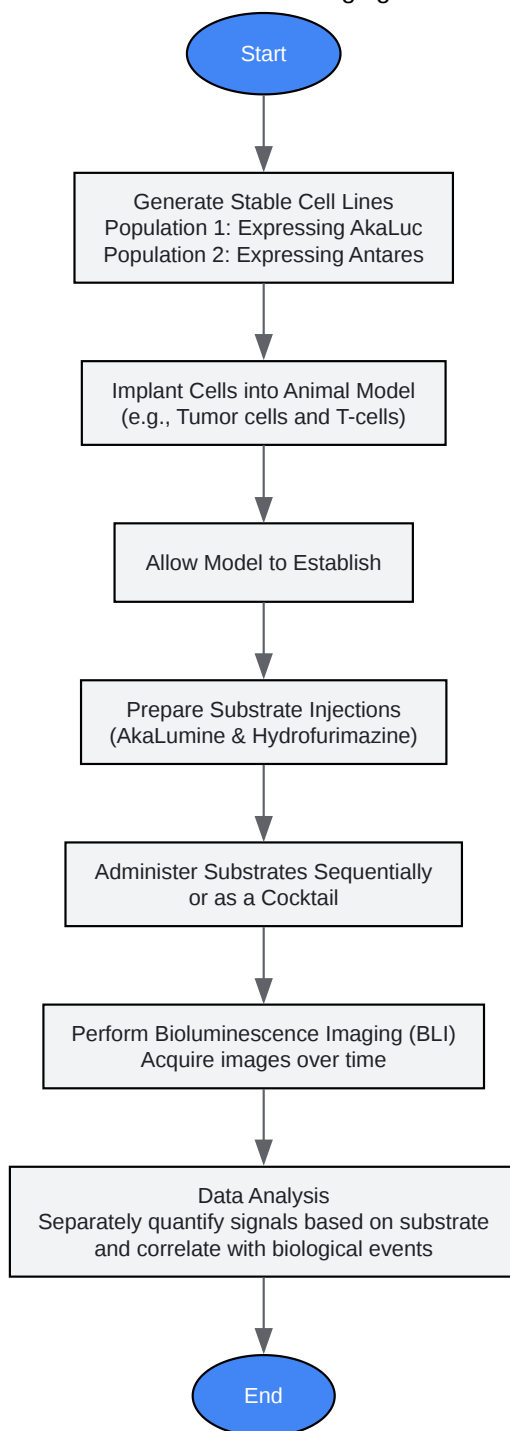 Start
Generate Stable Cell Lines
Population 1: Expressing AkaLuc
Population 2: Expressing Antares
Implant Cells into Animal Model
(e.g., Tumor cells and T-cells)
Allow Model to Establish
Prepare Substrate Injections
(AkaLumine & Hydrofurimazine)
Administer Substrates Sequentially
or as a Cocktail
Perform Bioluminescence Imaging (BLI)
Acquire images over time
Data Analysis
Separately quantify signals based on substrate
and correlate with biological events
End